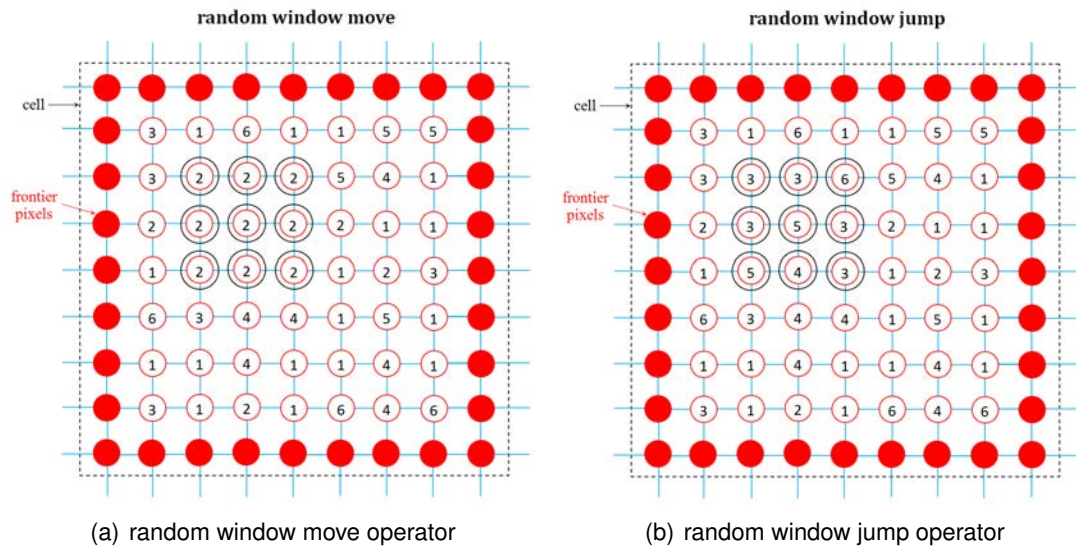 random window move
cell
3 1 6 1 1 5 5
3 2 2 2 5 4 1
frontier
pixels
2 2 2 2 2 1 1
1 2 2 2 1 2 3
6 3 4 4 1 5 1
1 1 4 1 1 4 1
3 1 2 1 6 4 6
(a) random window move operator
random window jump
cell
3 1 6 1 1 5 5
3 3 3 6 5 4 1
frontier
pixels
2 3 5 3 2 1 1
1 5 4 3 1 2 3
6 3 4 4 1 5 1
1 1 4 1 1 4 1
3 1 2 1 6 4 6
(b) random window jump operator